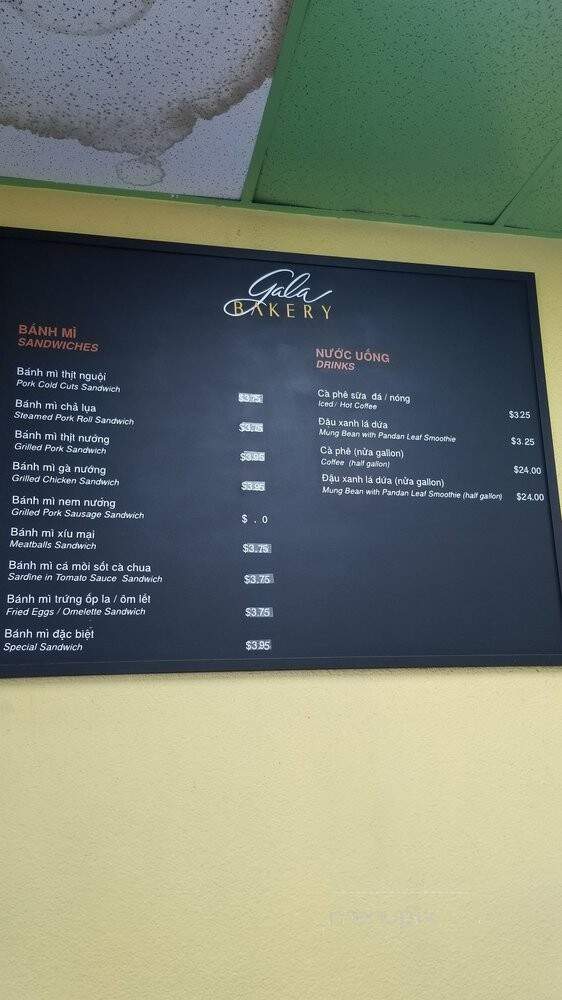 Gala
BAKERY
BÁNH MÌ
SANDWICHES
Bánh mì thịt nguội
Pork Cold Cuts Sandwich $3.75
Bánh mì chả lụa
Steamed Pork Roll Sandwich $3.75
Bánh mì thịt nướng
Grilled Pork Sandwich $3.95
Bánh mì gà nướng
Grilled Chicken Sandwich $3.95
Bánh mì nem nướng
Grilled Pork Sausage Sandwich $ . 0
Bánh mì xíu mại
Meatballs Sandwich $3.75
Bánh mì cá mòi sốt cà chua
Sardine in Tomato Sauce Sandwich $3.75
Bánh mì trứng ốp la / ôm lết
Fried Eggs / Omelette Sandwich $3.75
Bánh mì đặc biệt
Special Sandwich $3.95
NƯỚC UỐNG
DRINKS
Cà phê sữa đá / nóng
Iced / Hot Coffee $3.25
Đậu xanh lá dứa
Mung Bean with Pandan Leaf Smoothie $3.25
Cà phê (nửa gallon)
Coffee (half gallon) $24.00
Đậu xanh lá dứa (nửa gallon)
Mung Bean with Pandan Leaf Smoothie (half gallon) $24.00